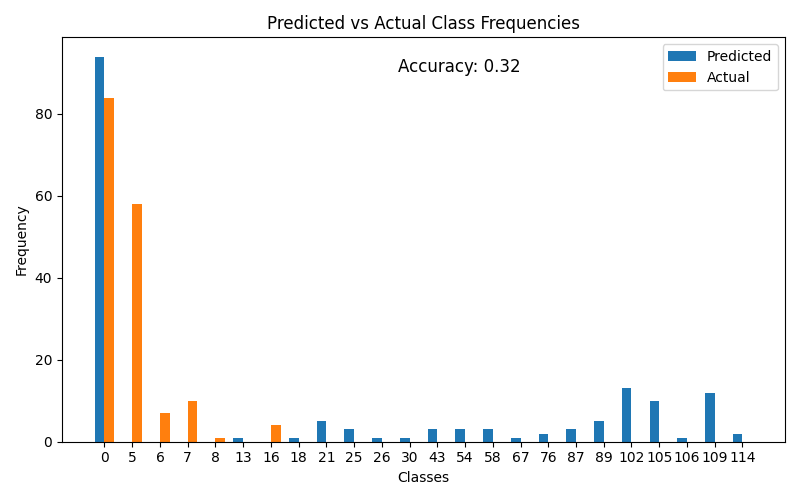 Predicted vs Actual Class Frequencies
Accuracy: 0.32
Predicted
Actual
Frequency
80
60
40
20
0
0 5 6 7 8 13 16 18 21 25 26 30 43 54 58 67 76 87 89 102 105 106 109 114
Classes